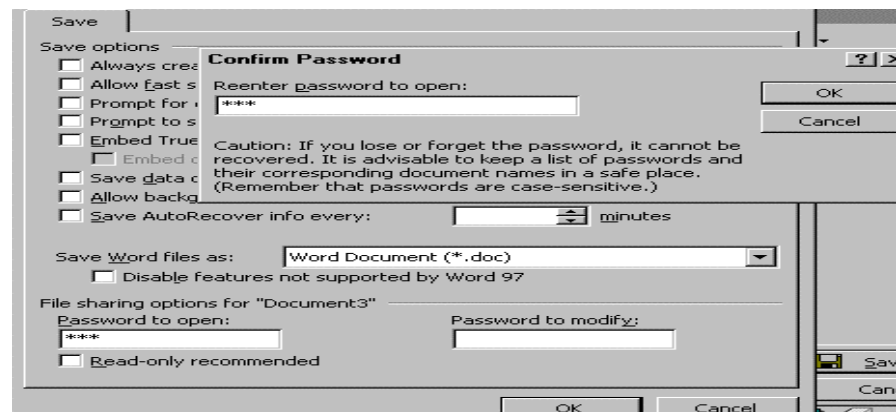 Save
Save options
Always crea
Allow fast s
Prompt for
Prompt to s
Embed True
Embed
Save data
Allow backg
Save AutoRecover info every: minutes
Save Word files as: Word Document (*.doc)
Disable features not supported by Word 97
File sharing options for "Document3"
Password to open: Password to modify:
***
Read-only recommended
OK Cancel
Confirm Password
? X
Reenter password to open:
***
OK
Cancel
Caution: If you lose or forget the password, it cannot be
recovered. It is advisable to keep a list of passwords and
their corresponding document names in a safe place.
(Remember that passwords are case-sensitive.)
Sav
Can